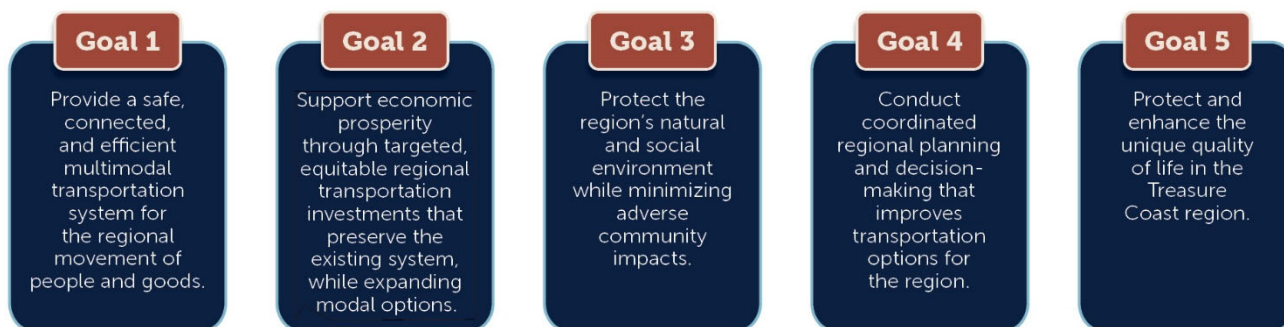 Goal 1
Provide a safe,
connected,
and efficient
multimodal
transportation
system for
the regional
movement of
people and goods.
Goal 2
Support economic
prosperity
through targeted,
equitable regional
transportation
investments that
preserve the
existing system,
while expanding
modal options.
Goal 3
Protect the
region's natural
and social
environment
while minimizing
adverse
community
impacts.
Goal 4
Conduct
coordinated
regional planning
and decision-
making that
improves
transportation
options for
the region.
Goal 5
Protect and
enhance the
unique quality
of life in the
Treasure
Coast region.